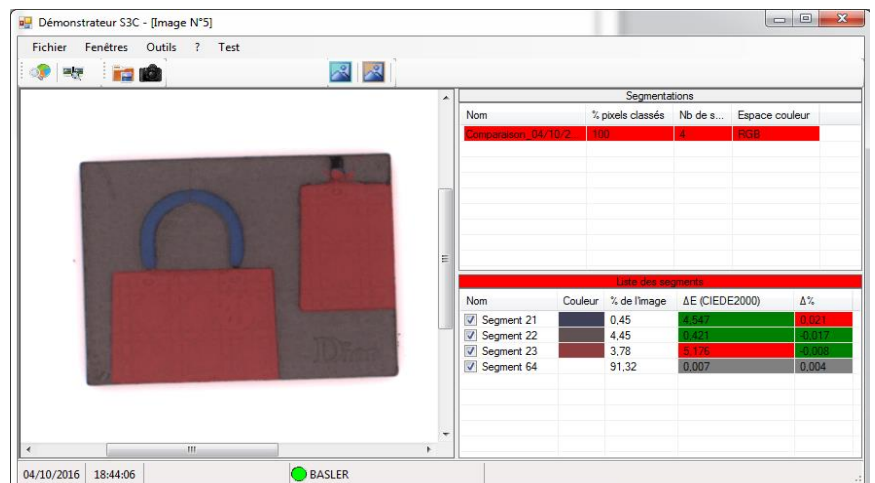 Démonstrateur S3C - [Image N°5]
Fichier Fenêtres Outils ? Test
Segmentations
Nom % pixels classés Nb de s... Espace couleur
Comparaison_04/10/2... 100 4 RGB
Liste des segments
Nom Couleur % de l'image ΔE (CIEDE2000) Δ%
Segment 21 0,45 4,547 0,021
Segment 22 4,45 0,421 -0,017
Segment 23 3,78 5,176 -0,008
Segment 64 91,32 0,007 0,004
04/10/2016 18:44:06 BASLER